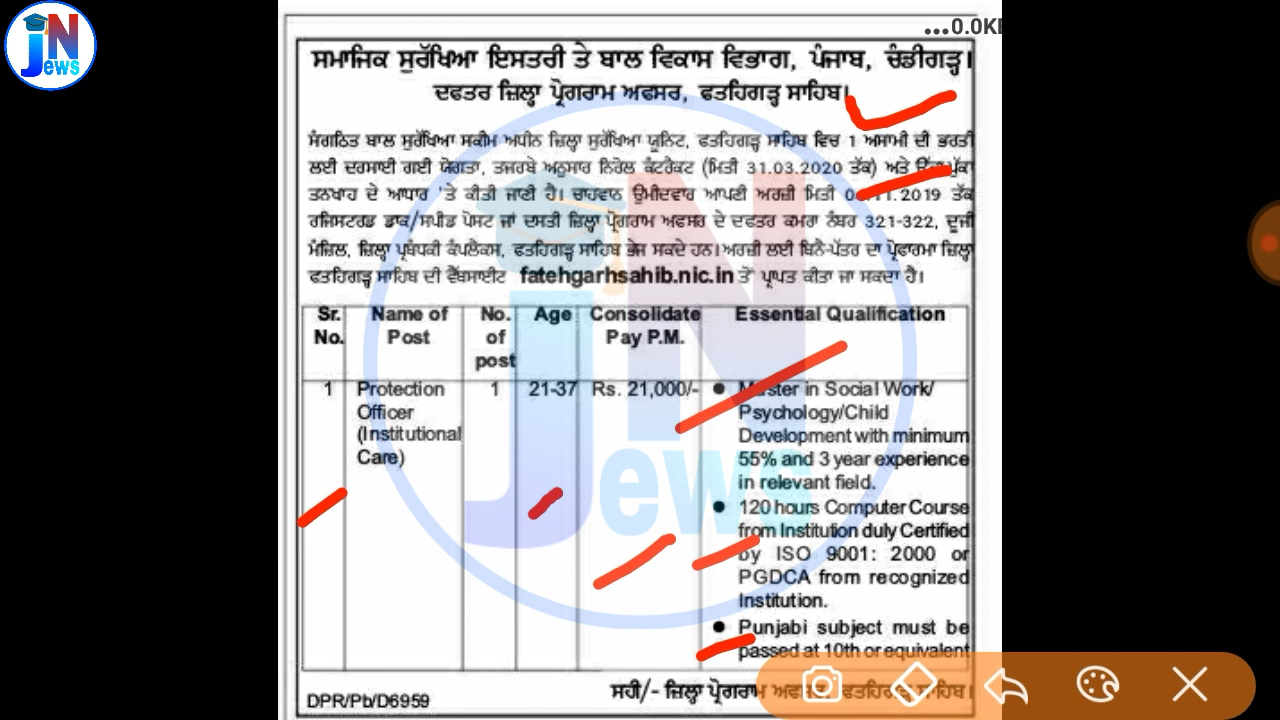 JN
Jews
...0.0K
ਸਮਾਜਿਕ ਸੁਰੱਖਿਆ ਇਸਤਰੀ ਤੇ ਬਾਲ ਵਿਕਾਸ ਵਿਭਾਗ, ਪੰਜਾਬ, ਚੰਡੀਗੜ੍ਹ।
ਦਫਤਰ ਜ਼ਿਲ੍ਹਾ ਪ੍ਰੋਗਰਾਮ ਅਫਸਰ, ਫਤਹਿਗੜ੍ਹ ਸਾਹਿਬ।
ਸੰਗਠਿਤ ਬਾਲ ਸੁਰੱਖਿਆ ਸਕੀਮ ਅਧੀਨ ਜ਼ਿਲ੍ਹਾ ਸੁਰੱਖਿਆ ਯੂਨਿਟ, ਫਤਹਿਗੜ੍ਹ ਸਾਹਿਬ ਵਿਚ 1 ਅਸਾਮੀ ਦੀ ਭਰਤੀ
ਲਈ ਦਰਸਾਈ ਗਈ ਯੋਗਤਾ, ਤਜਰਬੇ ਅਨੁਸਾਰ ਨਿਰੋਲ ਕੰਟਰੈਕਟ (ਮਿਤੀ 31.03.2020 ਤੱਕ) ਅਤੇ
ਤਨਖਾਹ ਦੇ ਆਧਾਰ 'ਤੇ ਕੀਤੀ ਜਾਣੀ ਹੈ। ਚਾਹਵਾਨ ਉਮੀਦਵਾਰ ਆਪਣੀ ਅਰਜ਼ੀ ਮਿਤੀ .2019 ਤੱਕ
ਰਜਿਸਟਰਡ ਡਾਕ/ਸਪੀਡ ਪੋਸਟ ਜਾਂ ਦਸਤੀ ਜ਼ਿਲ੍ਹਾ ਪ੍ਰੋਗਰਾਮ ਅਫਸਰ ਦੇ ਦਫਤਰ ਕਮਰਾ ਨੰਬਰ 321-322, ਦੂਜੀ
ਮੰਜ਼ਿਲ, ਜ਼ਿਲ੍ਹਾ ਪ੍ਰਬੰਧਕੀ ਕੰਪਲੈਕਸ, ਫਤਹਿਗੜ੍ਹ ਸਾਹਿਬ ਭੇਜ ਸਕਦੇ ਹਨ। ਅਰਜ਼ੀ ਲਈ ਬਿਨੈ-ਪੱਤਰ ਦਾ ਪ੍ਰੋਫਾਰਮਾ ਜ਼ਿਲ੍ਹਾ
ਫਤਹਿਗੜ੍ਹ ਸਾਹਿਬ ਦੀ ਵੈੱਬਸਾਈਟ fatehgarhsahib.nic.in ਤੋਂ ਪ੍ਰਾਪਤ ਕੀਤਾ ਜਾ ਸਕਦਾ ਹੈ।
Sr. No. Name of Post No. of post Age Consolidate Pay P.M. Essential Qualification
1 Protection Officer (Institutional Care) 1 21-37 Rs. 21,000/-
● Master in Social Work/
Psychology/Child
Development with minimum
55% and 3 year experience
in relevant field.
● 120 hours Computer Course
from Institution duly Certified
by ISO 9001: 2000 or
PGDCA from recognized
Institution.
● Punjabi subject must be
passed at 10th or equivalent
ਸਹੀ/- ਜ਼ਿਲ੍ਹਾ ਪ੍ਰੋਗਰਾਮ ਅਫਸਰ, ਫਤਹਿਗੜ੍ਹ ਸਾਹਿਬ।
DPR/Pb/D6959
JN
Jews